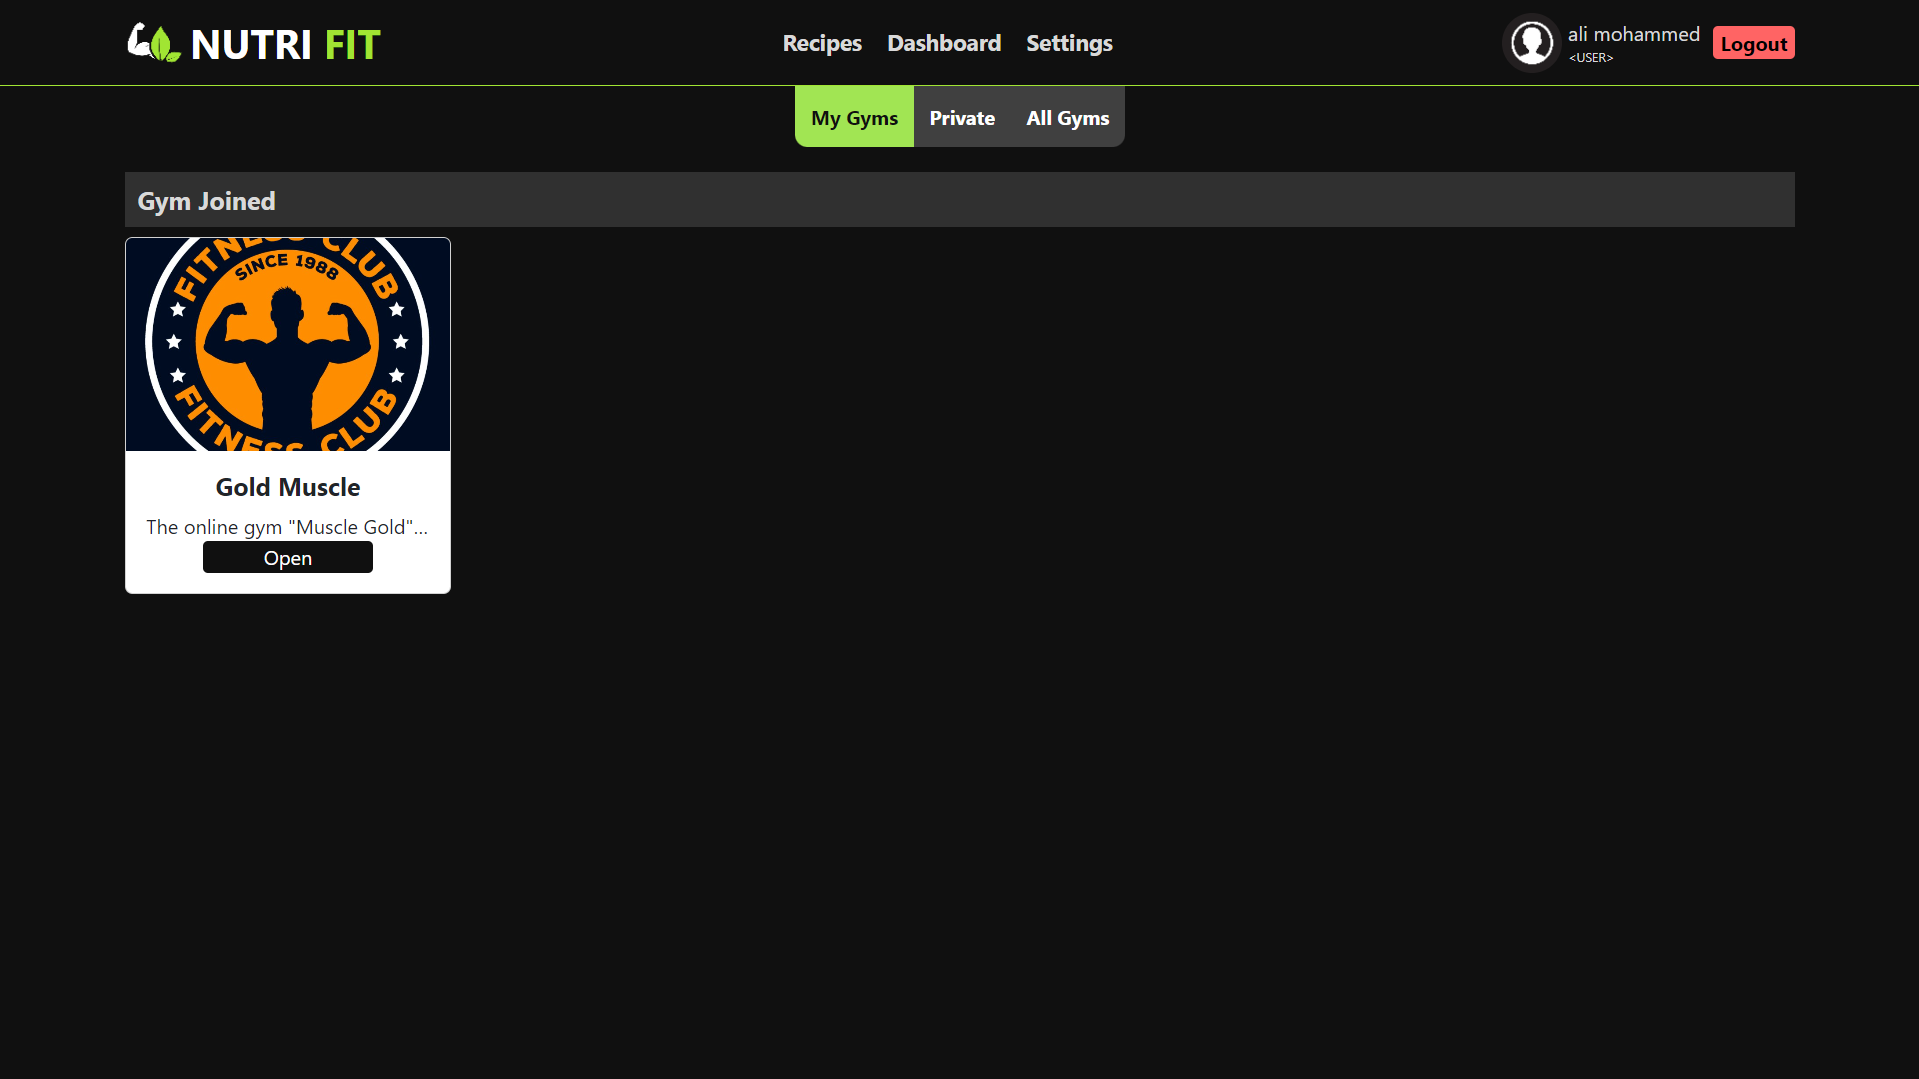 NUTRI FIT
Recipes Dashboard Settings
ali mohammed
<USER>
Logout
My Gyms Private All Gyms
Gym Joined
FITNESS CLUB
SINCE 1988
FITNESS CLUB
Gold Muscle
The online gym "Muscle Gold"...
Open